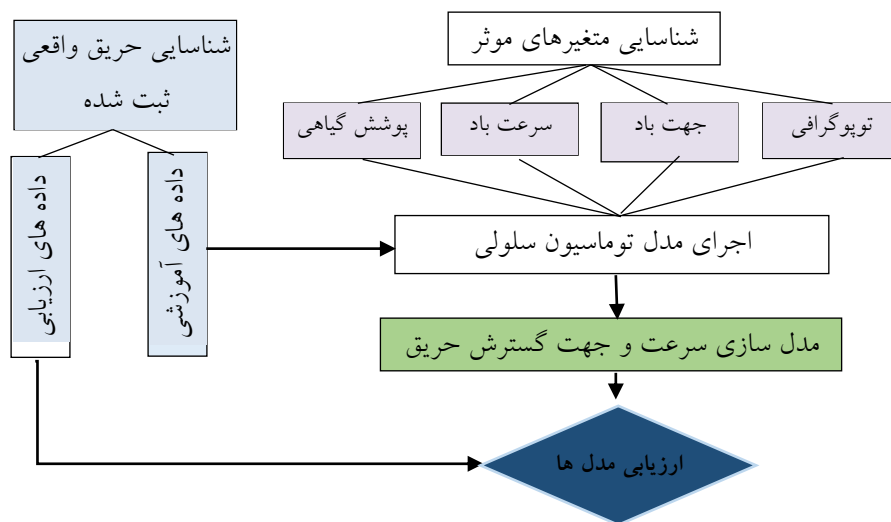 شناسایی متغیرهای موثر
شناسایی حریق واقعی
ثبت شده
توپوگرافی
جهت باد
سرعت باد
پوشش گیاهی
داده های آموزشی
داده های ارزیابی
اجرای مدل توماسیون سلولی
مدل سازی سرعت و جهت گسترش حریق
ارزیابی مدل ها